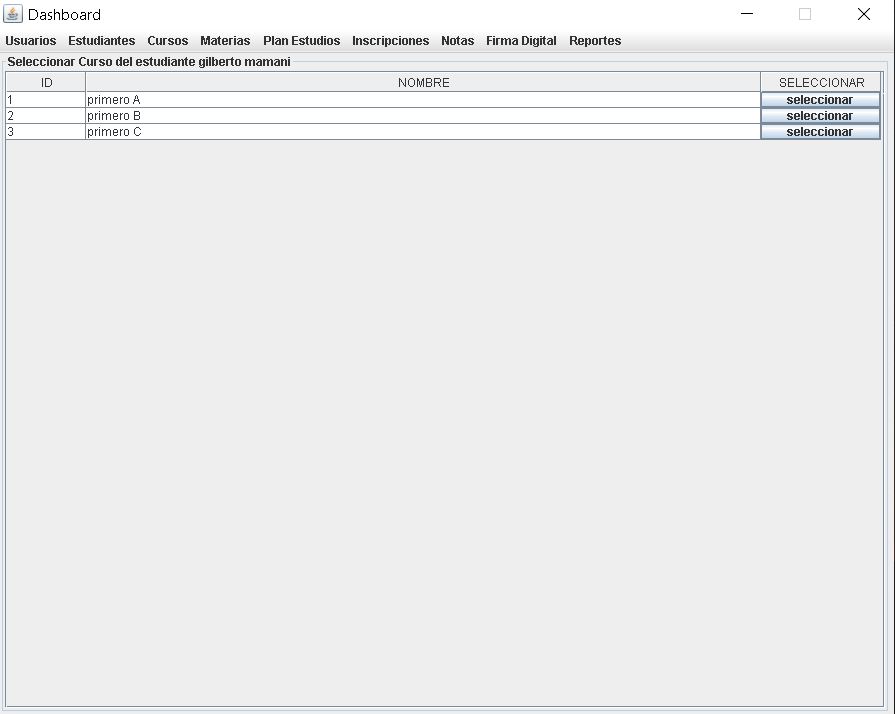 Dashboard
Usuarios Estudiantes Cursos Materias Plan Estudios Inscripciones Notas Firma Digital Reportes
Seleccionar Curso del estudiante gilberto mamani
ID NOMBRE SELECCIONAR
1 primero A seleccionar
2 primero B seleccionar
3 primero C seleccionar